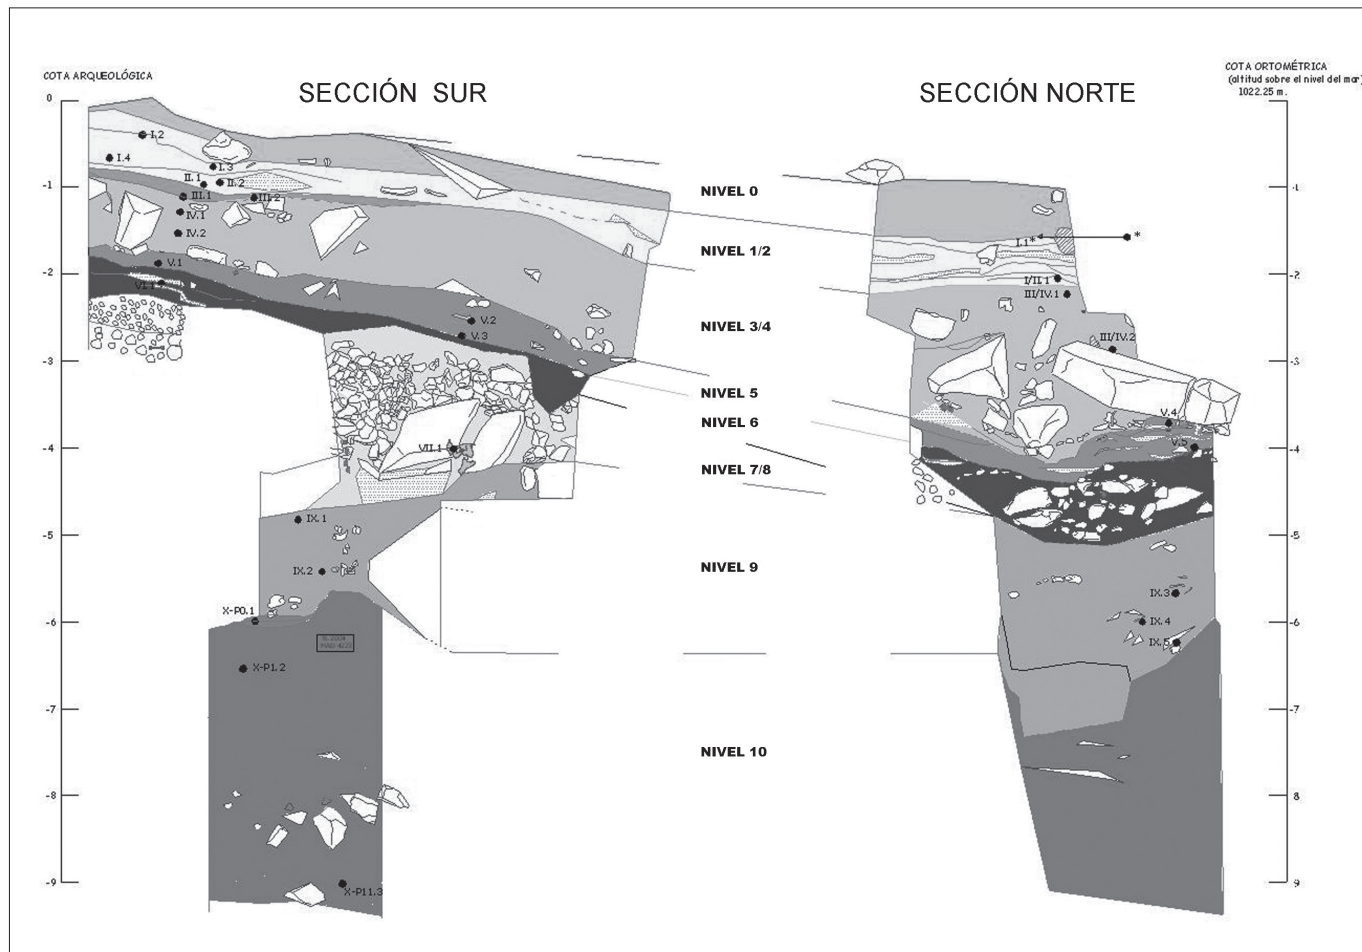 COTA ARQUEOLÓGICA
SECCIÓN SUR
SECCIÓN NORTE
COTA ORTOMÉTRICA
(altitud sobre el nivel del mar)
1022.25 m.
0
-1
-2
-3
-4
-5
-6
-7
-8
-9
I.2
I.4
I.3
II.1
II.2
III.1
III.2
IV.1
IV.2
V.1
VI.1
V.2
V.3
VII.1
IX.1
IX.2
X-P0.1
X-P1.2
X-P11.3
NIVEL 0
NIVEL 1/2
NIVEL 3/4
NIVEL 5
NIVEL 6
NIVEL 7/8
NIVEL 9
NIVEL 10
I.1*
*
I/II.1
III/IV.1
III/IV.2
V.4
V.5
IX.3
IX.4
IX.5
-1
-2
-3
-4
-5
-6
-7
8
9